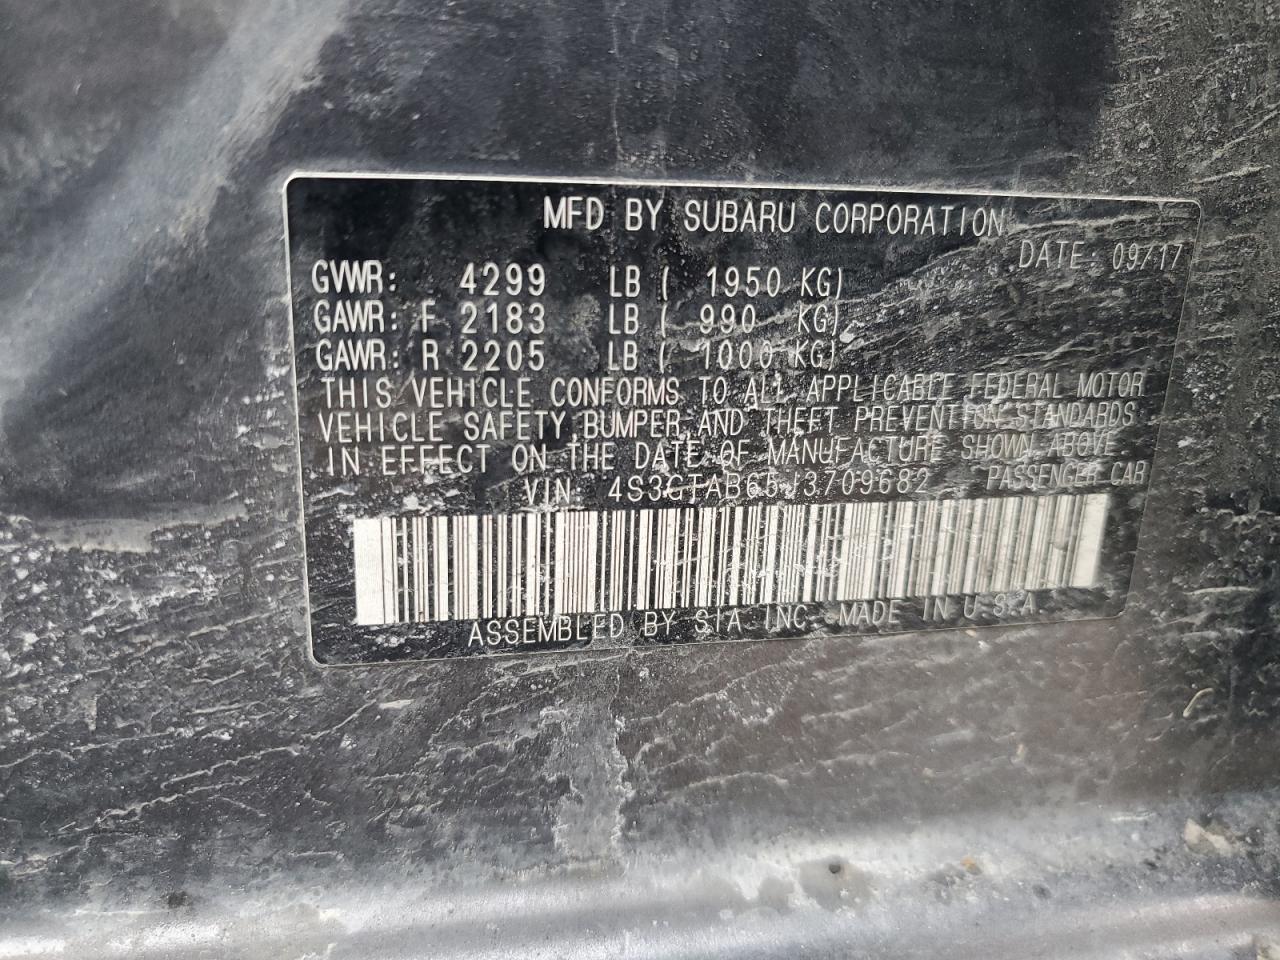 MFD BY SUBARU CORPORATION
DATE: 09/17
GVWR: 4299 LB ( 1950 KG)
GAWR: F 2183 LB ( 990 KG)
GAWR: R 2205 LB ( 1000 KG)
THIS VEHICLE CONFORMS TO ALL APPLICABLE FEDERAL MOTOR
VEHICLE SAFETY, BUMPER, AND THEFT PREVENTION STANDARDS
IN EFFECT ON THE DATE OF MANUFACTURE SHOWN ABOVE
VIN: 4S3GTAB65J3709682 PASSENGER CAR
ASSEMBLED BY SIA INC. MADE IN U.S.A.